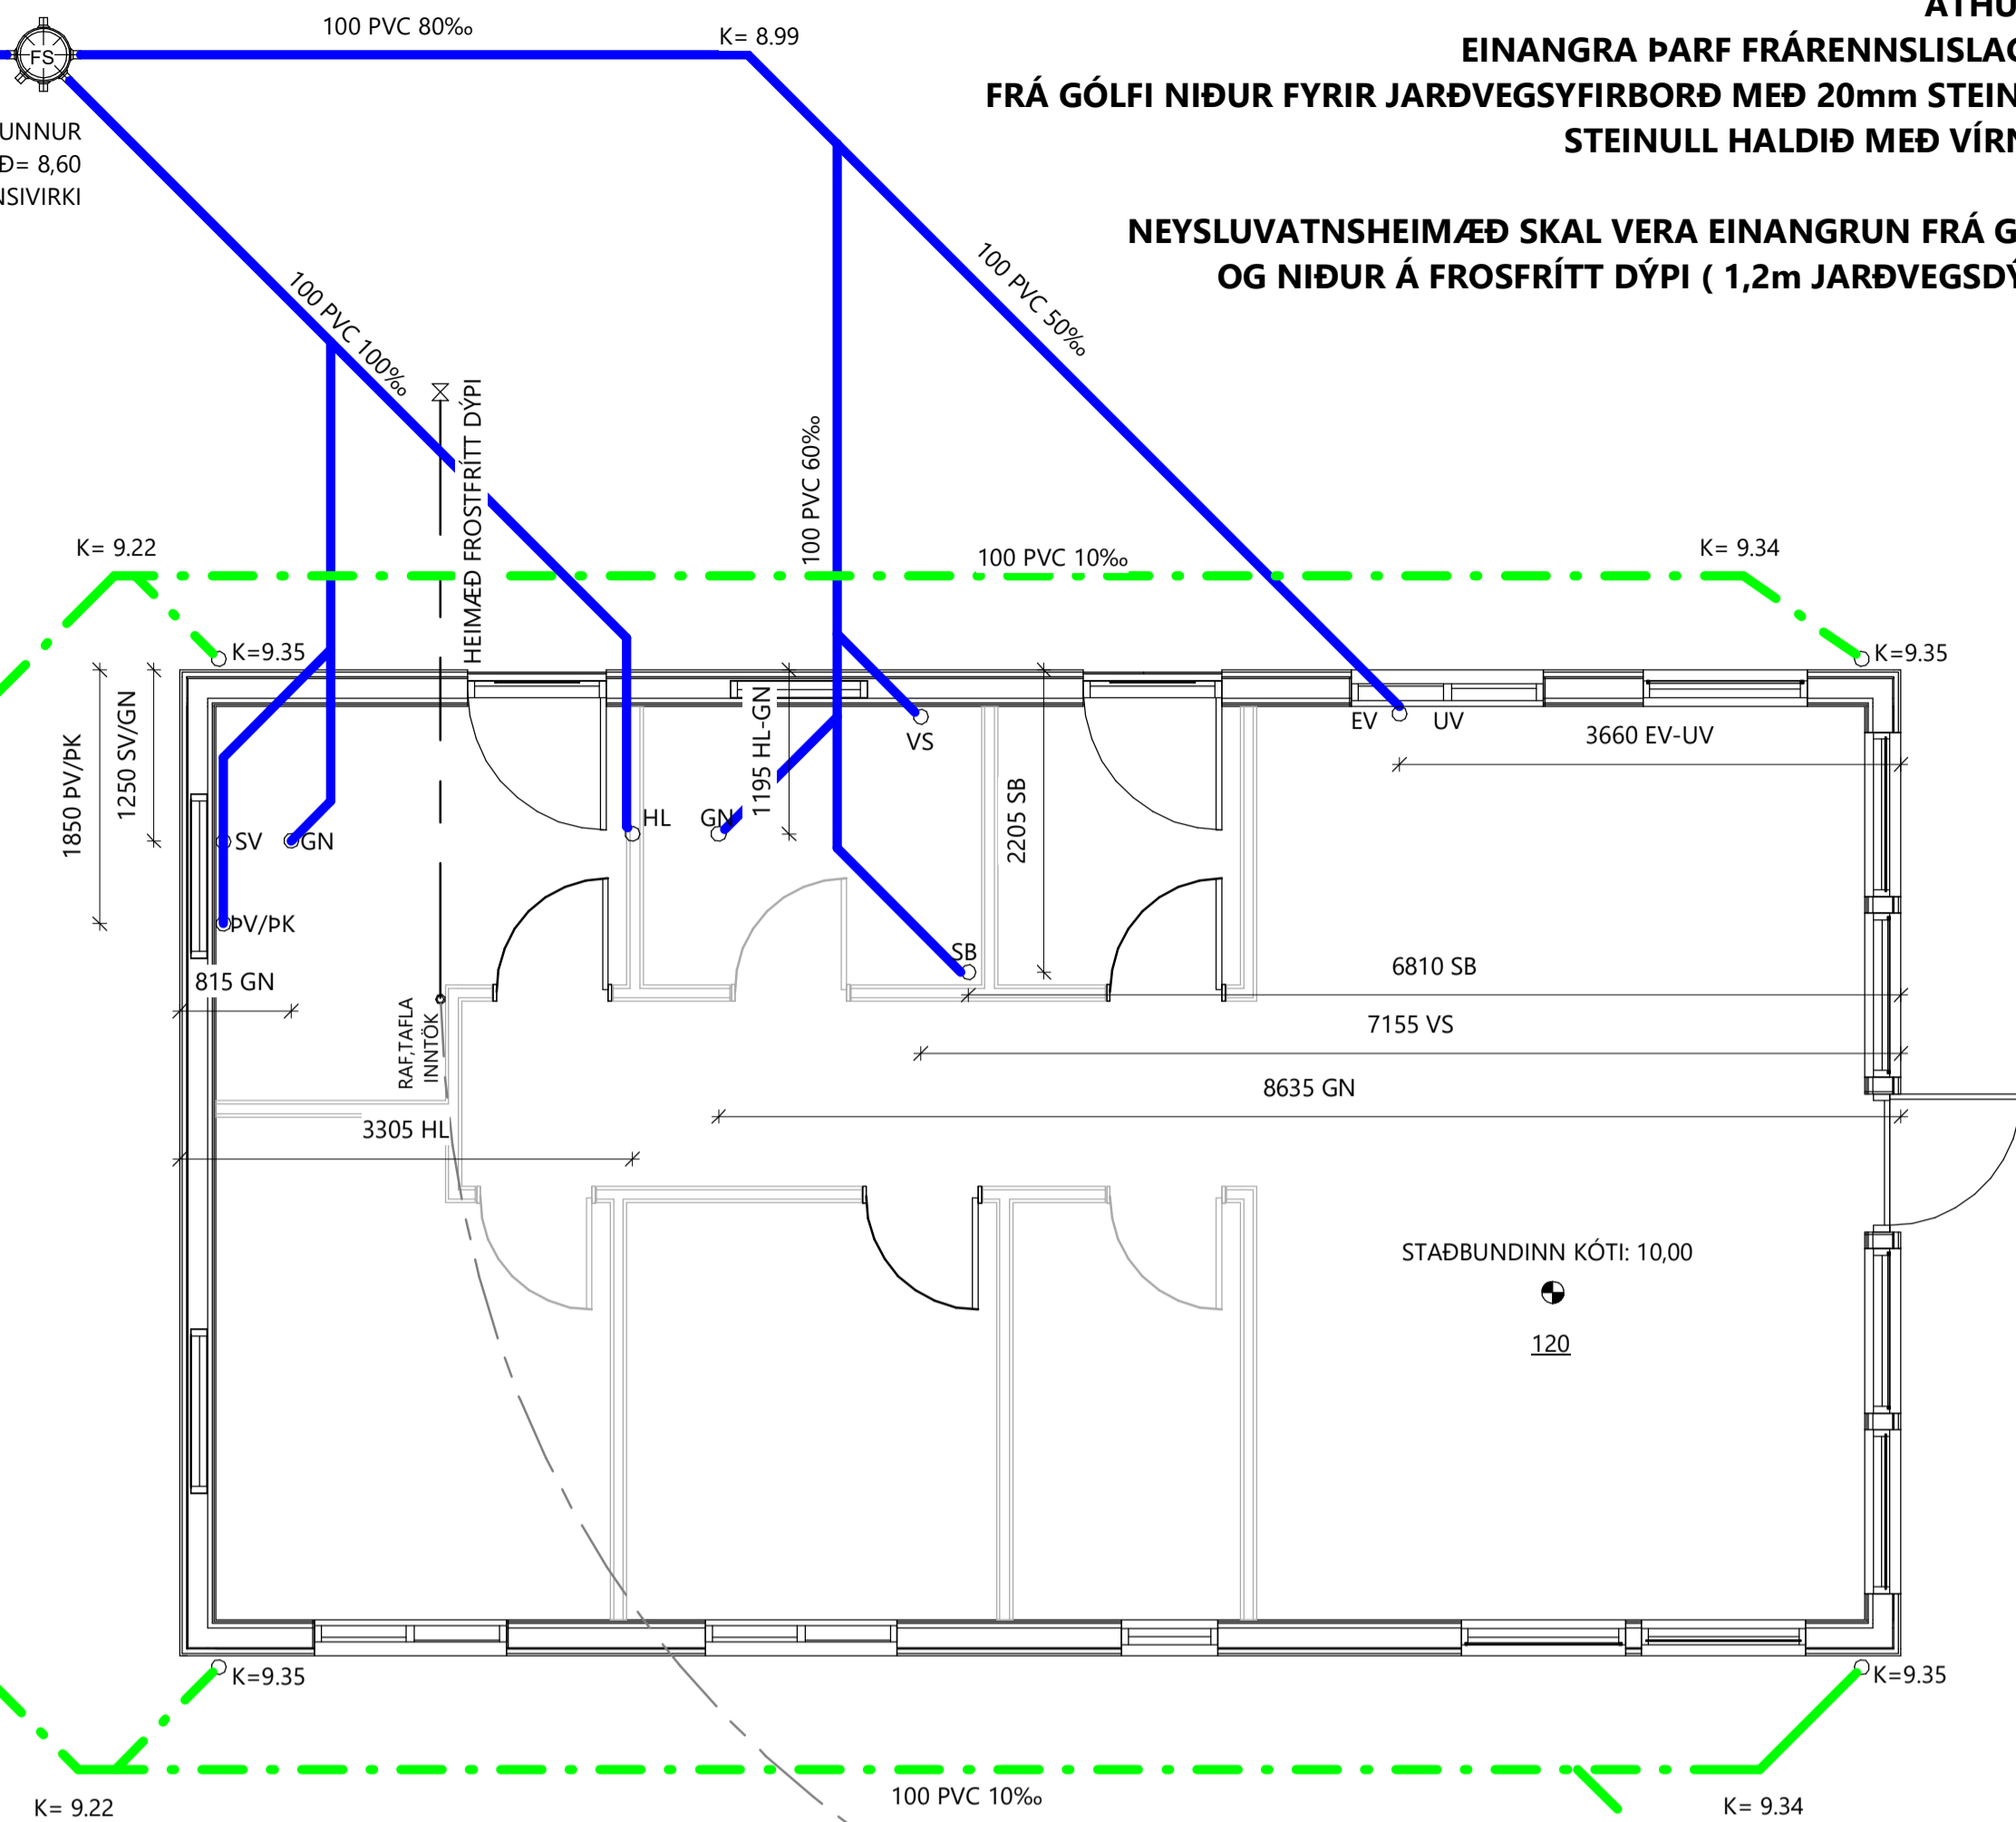 100 PVC 80‰
K= 8.99
FS
EINANGRA ÞARF FRÁRENNSLISLAG
FRÁ GÓLFI NIÐUR FYRIR JARÐVEGSYFIRBORÐ MEÐ 20mm STEIN
STEINULL HALDIÐ MEÐ VÍRN
UNNUR
Ð= 8,60
NSIVIRKI
NEYSLUVATNSHEIMÆÐ SKAL VERA EINANGRUN FRÁ G
OG NIÐUR Á FROSFRÍTT DÝPI ( 1,2m JARÐVEGSDÝ
100 PVC 100‰
100 PVC 50‰
HEIMÆÐ FROSTFRÍTT DÝPI
100 PVC 60‰
K= 9.22
100 PVC 10‰
K= 9.34
K=9.35
K=9.35
1850 ÞV/ÞK
1250 SV/GN
1195 HL-GN
VS
EV
UV
3660 EV-UV
2205 SB
HL
GN
SV
GN
ÞV/ÞK
SB
815 GN
6810 SB
RAF,TAFLA
INNTÖK
7155 VS
8635 GN
3305 HL
STAÐBUNDINN KÓTI: 10,00
120
K=9.35
K=9.35
K= 9.22
100 PVC 10‰
K= 9.34